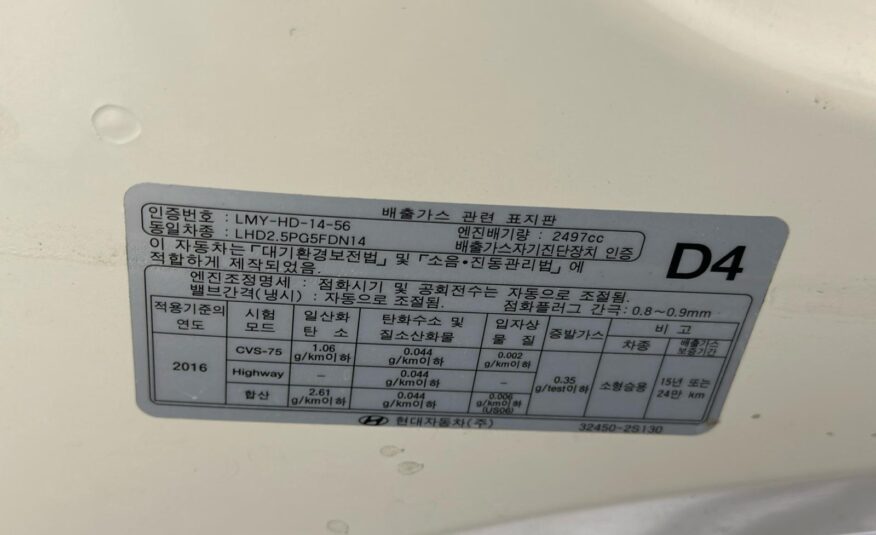 배출가스 관련 표지판
인증번호 : LMY-HD-14-56
엔진배기량 : 2497cc
동일차종 : LHD2.5PG5FDN14
배출가스자기진단장치 인증
이 자동차는「대기환경보전법」및「소음•진동관리법」에
적합하게 제작되었음.
D4
엔진조정명세 : 점화시기 및 공회전수는 자동으로 조절됨.
밸브간격(냉시) : 자동으로 조절됨. 점화플러그 간극: 0.8~0.9mm
적용기준의 연도 시험 모드 일산화 탄소 탄화수소 및 질소산화물 입자상 물질 증발가스 비고
차종 배출가스 보증기간
2016 CVS-75 1.06 g/km이하 0.044 g/km이하 0.002 g/km이하 0.35 g/test이하 소형승용 15년 또는 24만 km
Highway - 0.044 g/km이하 -
합산 2.61 g/km이하 0.044 g/km이하 0.006 g/km이하 (US06)
현대자동차(주) 32450-2S130